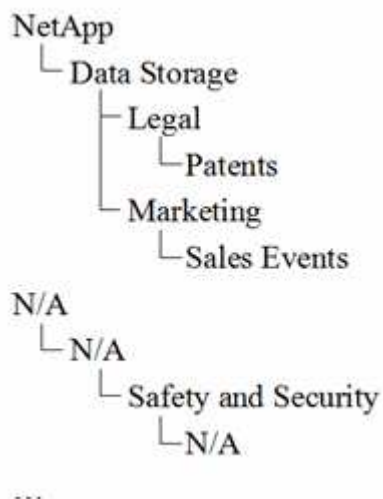 NetApp
Data Storage
Legal
Patents
Marketing
Sales Events
N/A
N/A
Safety and Security
N/A
...